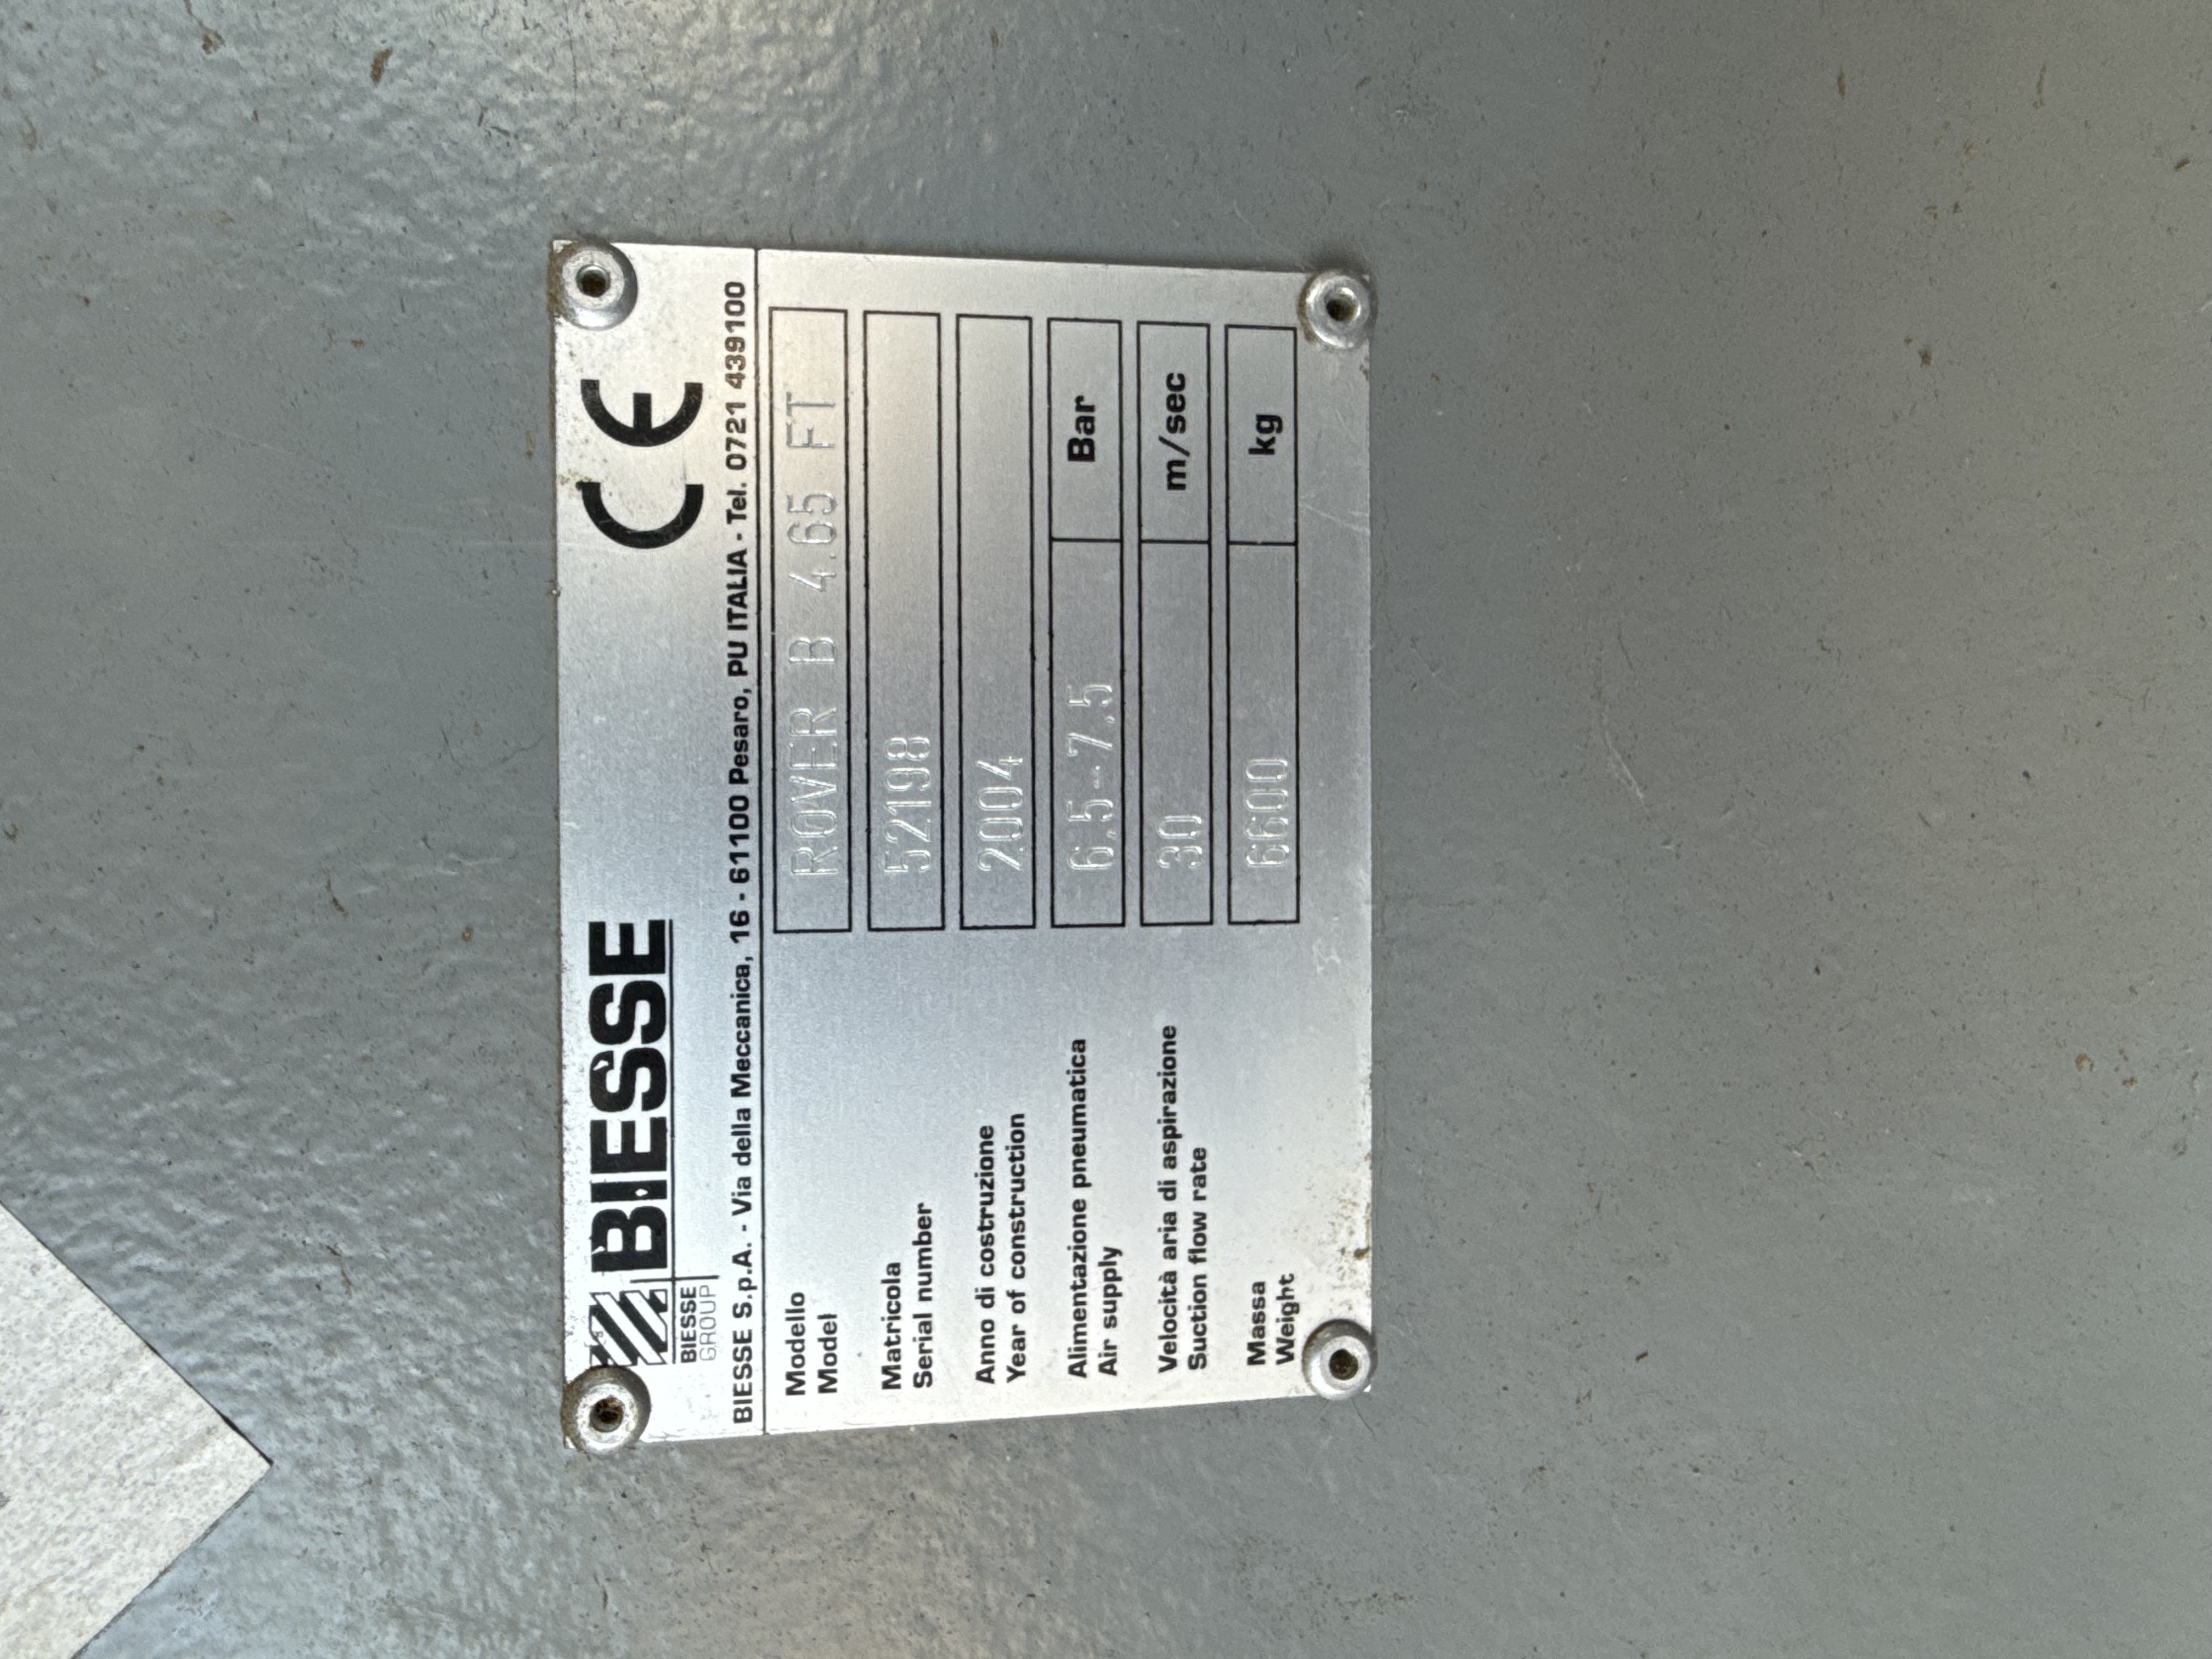 BIESSE
BIESSE
GROUP
CE
BIESSE S.p.A. - Via della Meccanica, 16 - 61100 Pesaro, PU ITALIA - Tel. 0721 439100
Modello
Model
ROVER B 4.65 FT
Matricola
Serial number
52198
Anno di costruzione
Year of construction
2004
Alimentazione pneumatica
Air supply
6.5-7.5 Bar
Velocità aria di aspirazione
Suction flow rate
30 m/sec
Massa
Weight
6600 kg